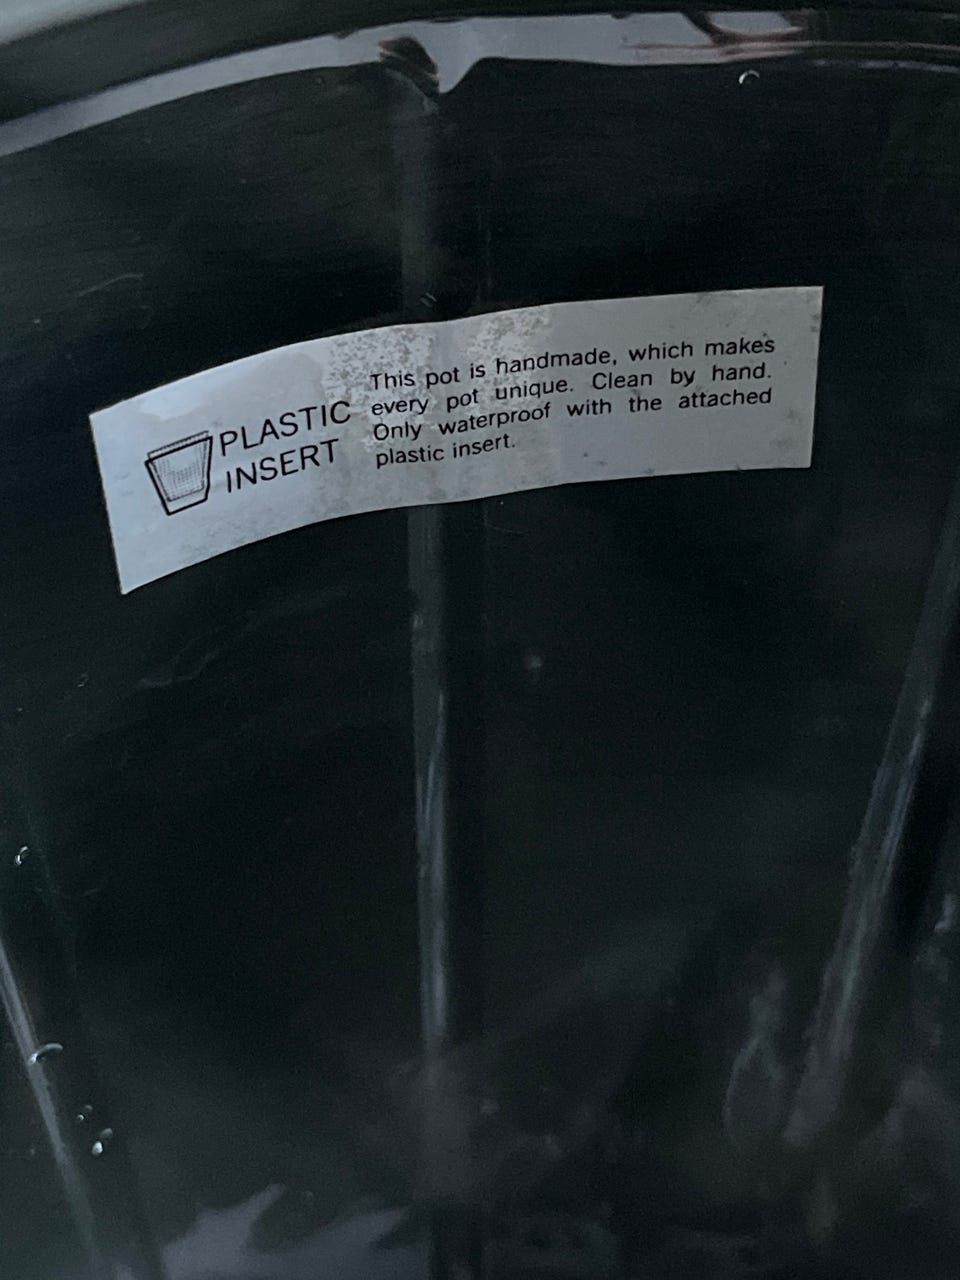 PLASTIC
INSERT
This pot is handmade, which makes
every pot unique. Clean by hand.
Only waterproof with the attached
plastic insert.